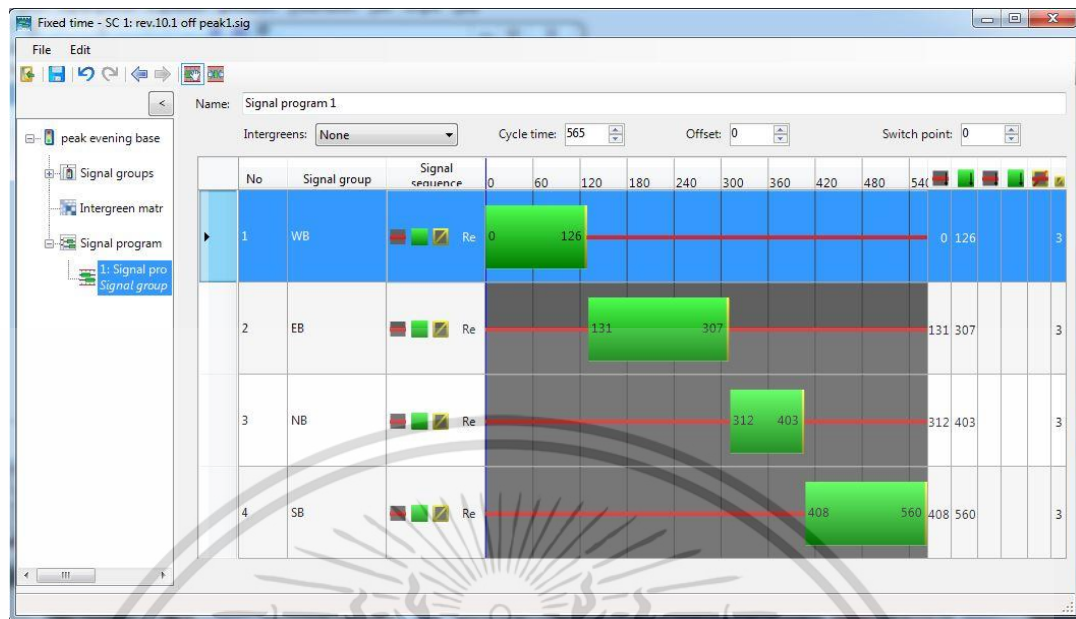 Fixed time - SC 1: rev.10.1 off peak1.sig
File Edit
< Name: Signal program 1
peak evening base Intergreens: None Cycle time: 565 Offset: 0 Switch point: 0
Signal groups
No Signal group Signal sequence 0 60 120 180 240 300 360 420 480 540
Intergreen matr
Signal program
1 WB Re 0 126 0 126 3
1: Signal pro
Signal group
2 EB Re 131 307 131 307 3
3 NB Re 312 403 312 403 3
4 SB Re 408 560 408 560 3